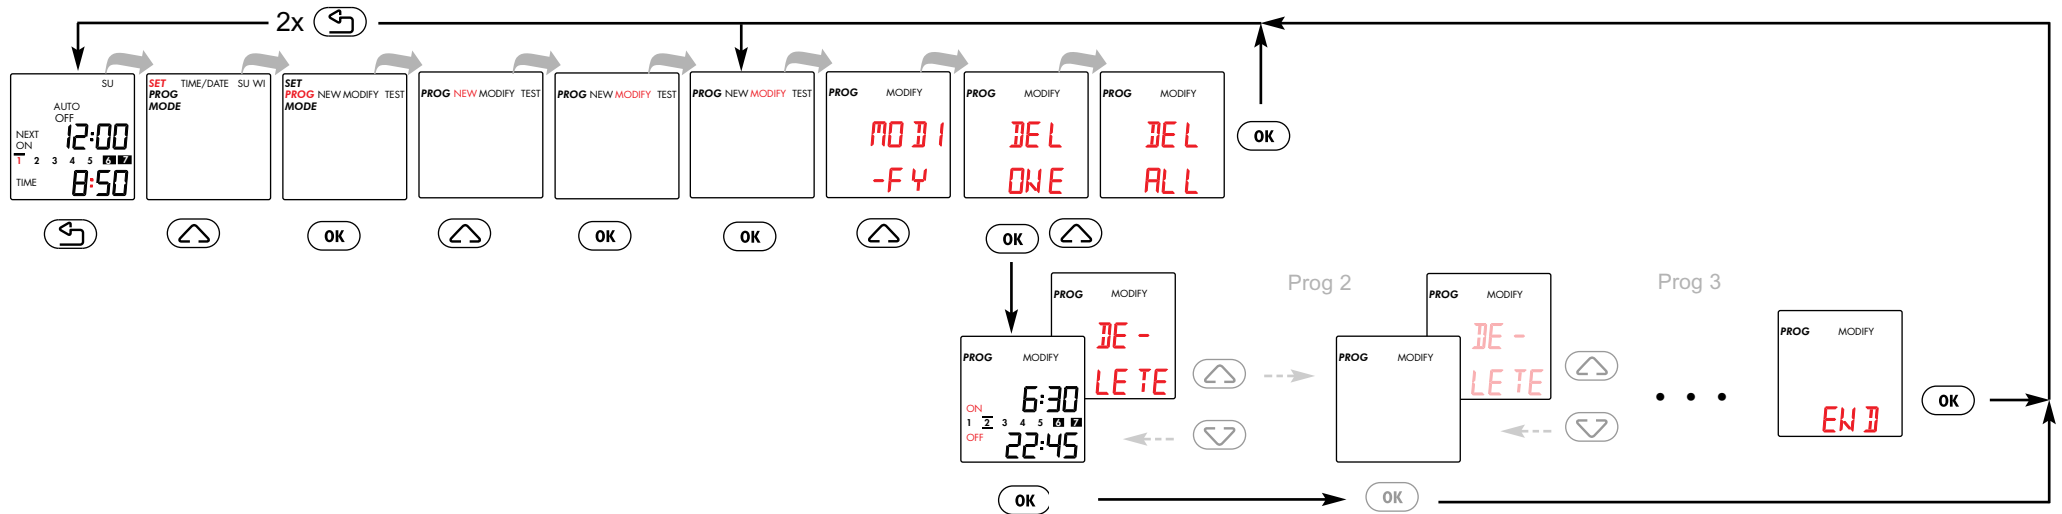 2x
SU
AUTO
OFF
NEXT
ON
12:00
1 2 3 4 5 6 7
TIME
8:50
SET TIME/DATE SU WI
PROG
MODE
SET
PROG NEW MODIFY TEST
MODE
PROG NEW MODIFY TEST
PROG NEW MODIFY TEST
PROG NEW MODIFY TEST
PROG MODIFY
MODI
-FY
PROG MODIFY
DEL
ONE
PROG MODIFY
DEL
ALL
OK
OK
OK
OK
OK
PROG MODIFY
DE-
LETE
PROG MODIFY
ON
6:30
1 2 3 4 5 6 7
OFF
22:45
OK
Prog 2
PROG MODIFY
DE-
LETE
PROG MODIFY
OK
Prog 3
• • •
PROG MODIFY
END
OK